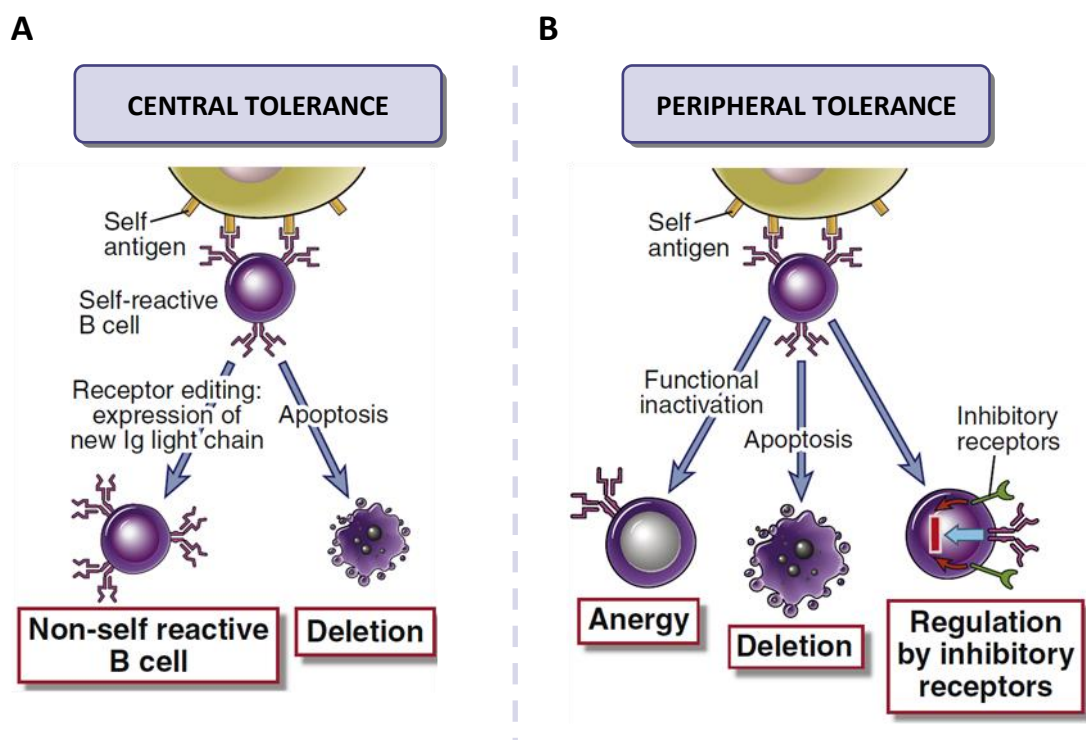 A
CENTRAL TOLERANCE
Self
antigen
Self-reactive
B cell
Receptor editing:
expression of
new Ig light chain
Apoptosis
Non-self reactive
B cell
Deletion
B
PERIPHERAL TOLERANCE
Self
antigen
Functional
inactivation
Apoptosis
Inhibitory
receptors
Anergy
Deletion
Regulation
by inhibitory
receptors